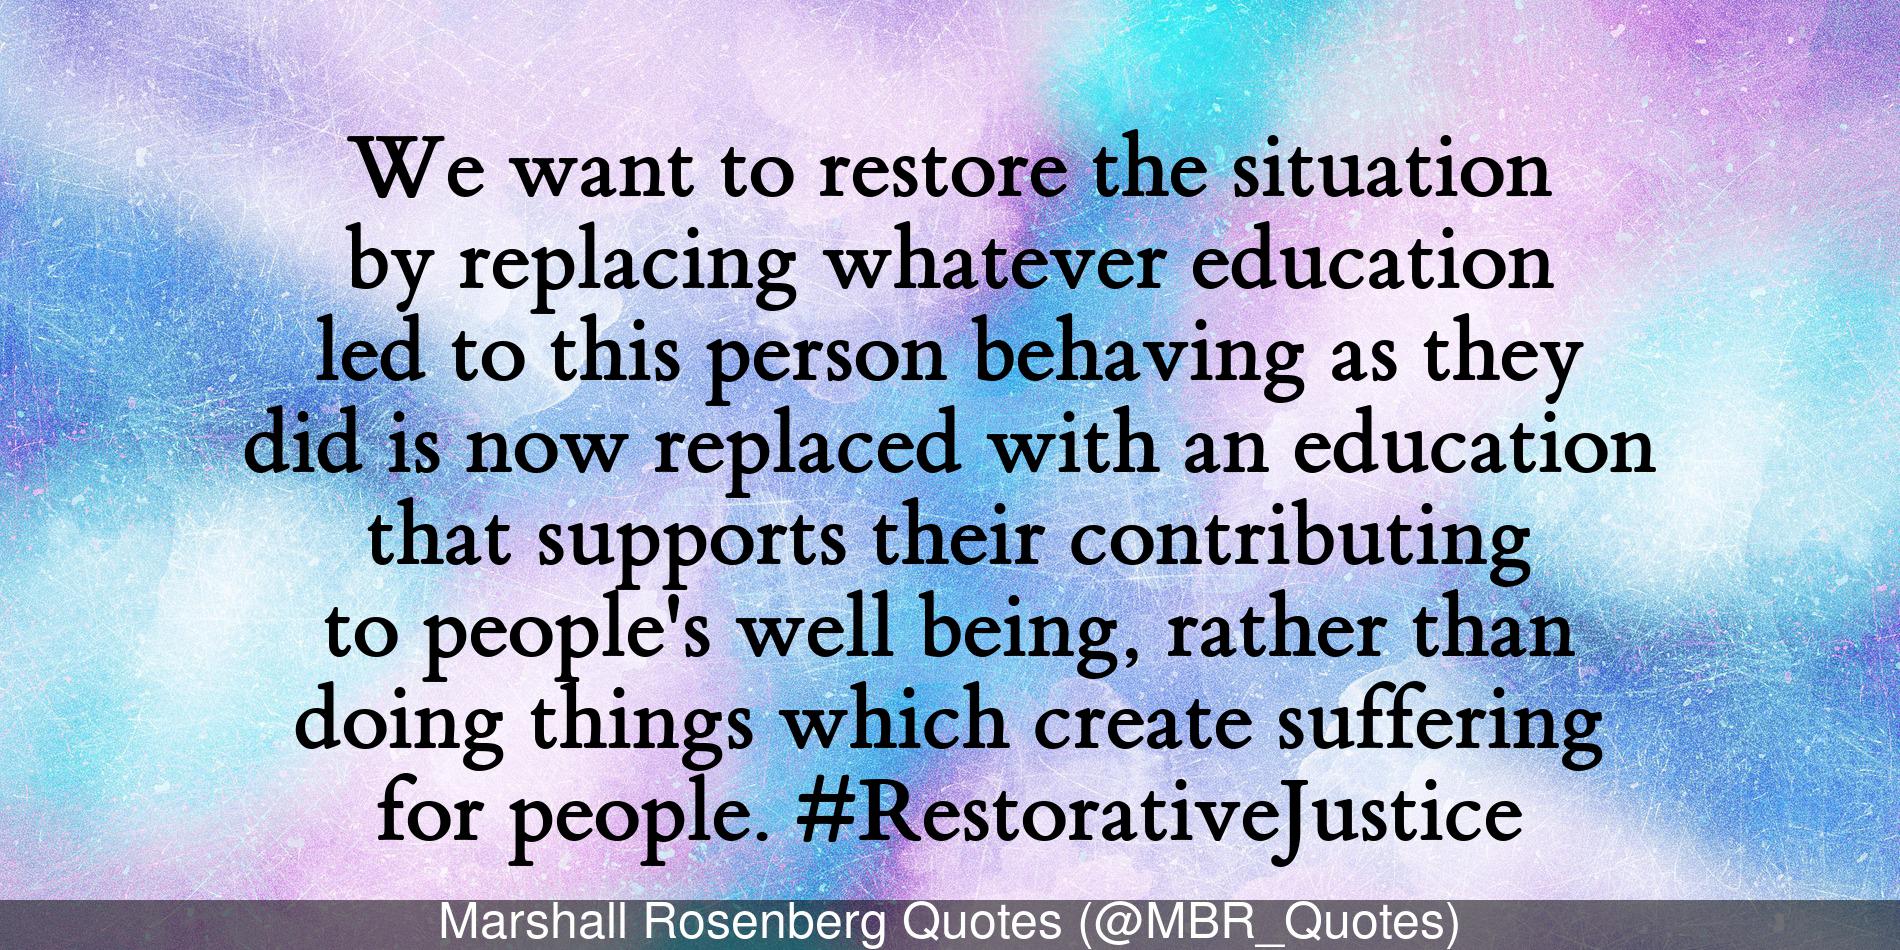 We want to restore the situation
by replacing whatever education
led to this person behaving as they
did is now replaced with an education
that supports their contributing
to people's well being, rather than
doing things which create suffering
for people. #RestorativeJustice
Marshall Rosenberg Quotes (@MBR_Quotes)